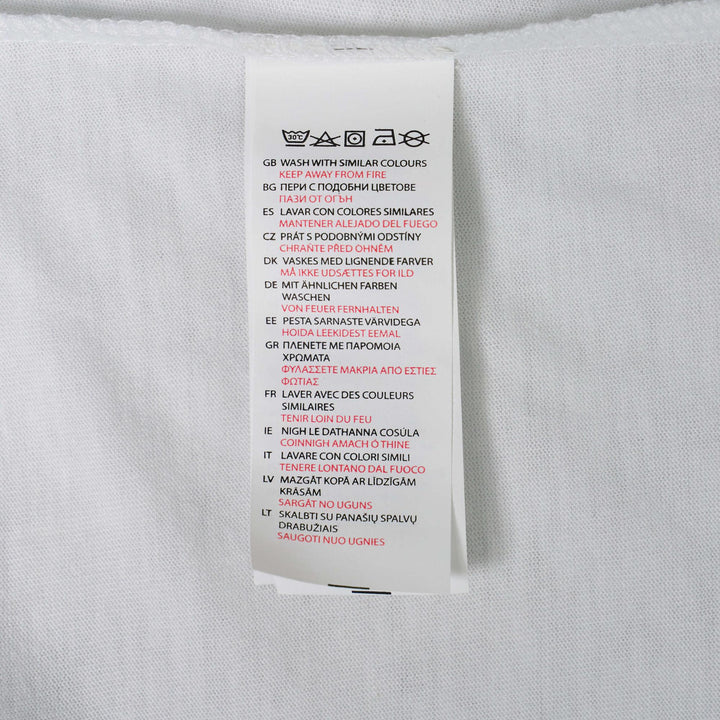 30°C
GB WASH WITH SIMILAR COLOURS
KEEP AWAY FROM FIRE
BG ПЕРИ С ПОДОБНИ ЦВЕТОВЕ
ПАЗИ ОТ ОГЪН
ES LAVAR CON COLORES SIMILARES
MANTENER ALEJADO DEL FUEGO
CZ PRÁT S PODOBNÝMI ODSTÍNY
CHRAŇTE PŘED OHNĚM
DK VASKES MED LIGNENDE FARVER
MÅ IKKE UDSÆTTES FOR ILD
DE MIT ÄHNLICHEN FARBEN
WASCHEN
VON FEUER FERNHALTEN
EE PESTA SARNASTE VÄRVIDEGA
HOIDA LEEKIDEST EEMAL
GR ΠΛΕΝΕΤΕ ΜΕ ΠΑΡΟΜΟΙΑ
ΧΡΩΜΑΤΑ
ΦΥΛΑΣΣΕΤΕ ΜΑΚΡΙΑ ΑΠΟ ΕΣΤΙΕΣ
ΦΩΤΙΑΣ
FR LAVER AVEC DES COULEURS
SIMILAIRES
TENIR LOIN DU FEU
IE NIGH LE DATHANNA COSÚLA
COINNIGH AMACH Ó THINE
IT LAVARE CON COLORI SIMILI
TENERE LONTANO DAL FUOCO
LV MAZGĀT KOPĀ AR LĪDZĪGĀM
KRĀSĀM
SARGĀT NO UGUNS
LT SKALBTI SU PANAŠIŲ SPALVŲ
DRABUŽIAIS
SAUGOTI NUO UGNIES